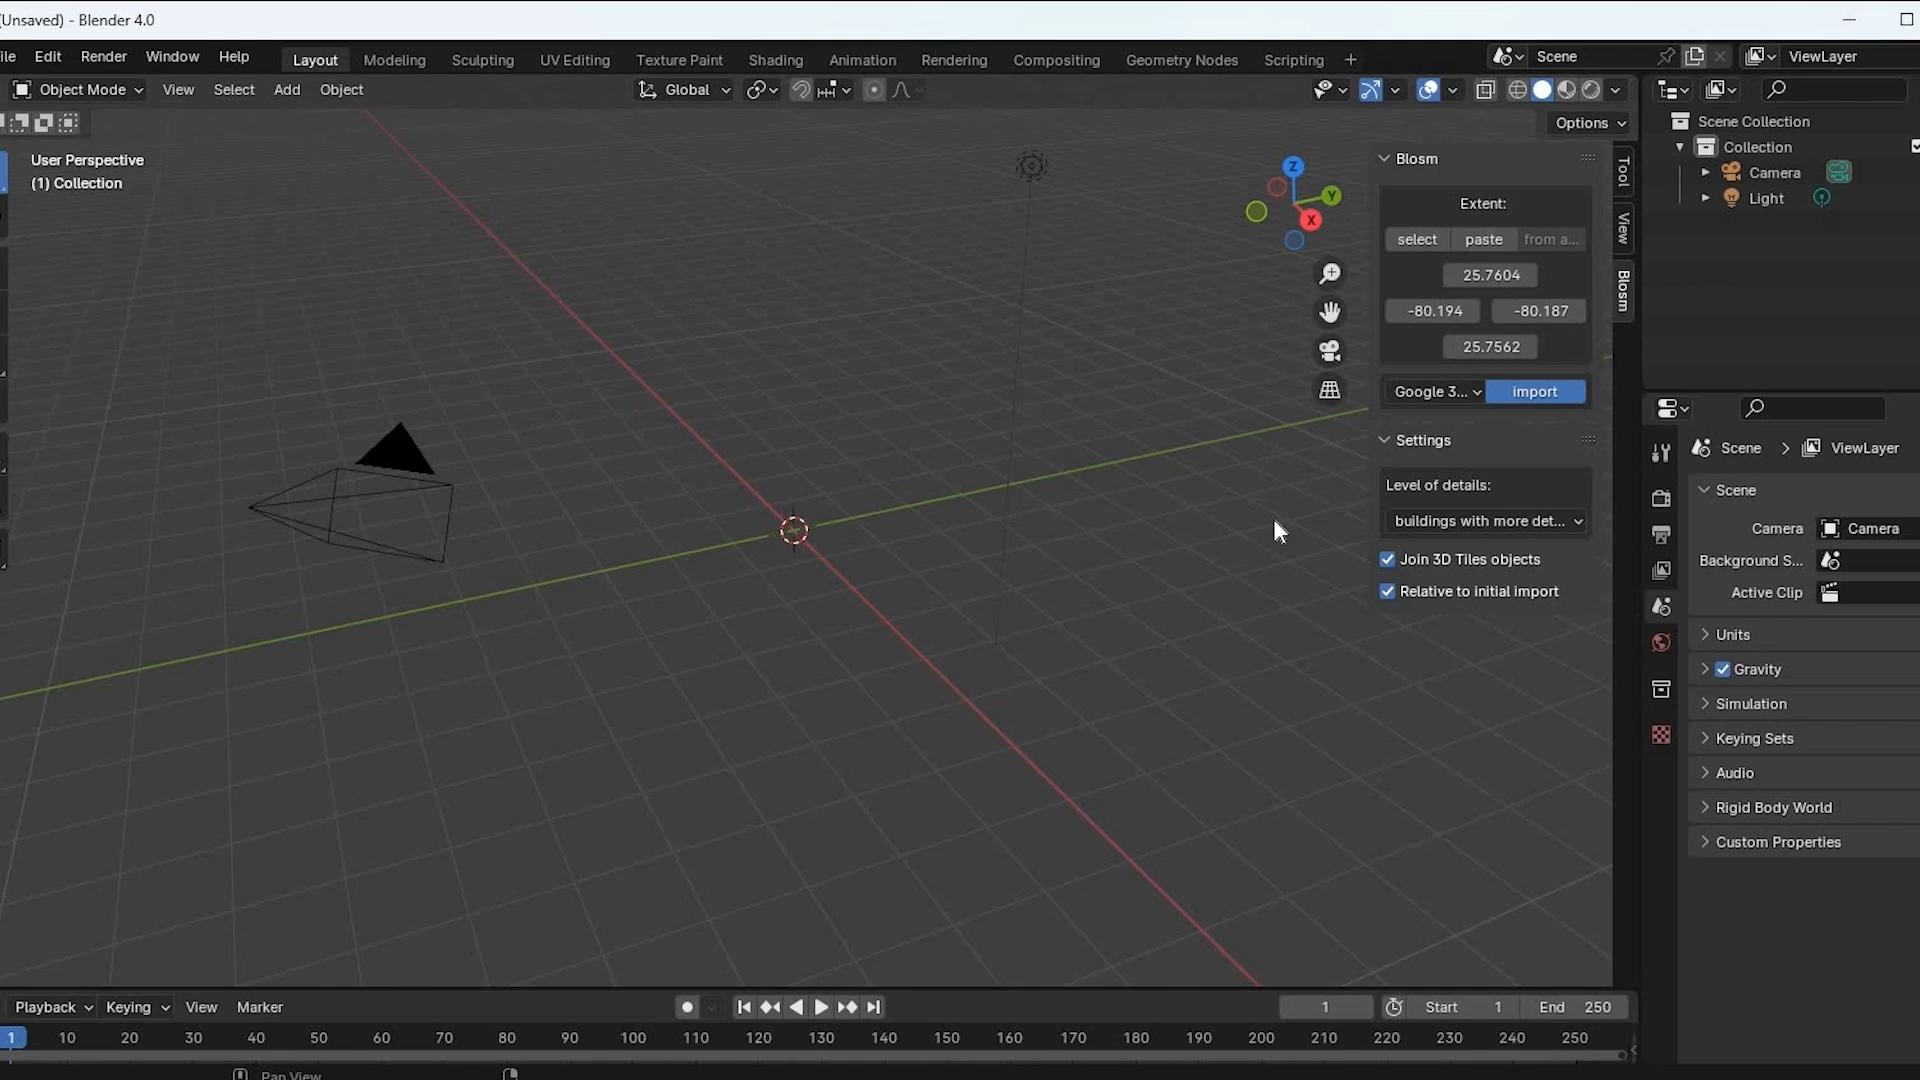 (Unsaved) - Blender 4.0
ile Edit Render Window Help Layout Modeling Sculpting UV Editing Texture Paint Shading Animation Rendering Compositing Geometry Nodes Scripting + Scene ViewLayer
Object Mode View Select Add Object Global
Options
User Perspective
(1) Collection
Z
Y
X
Blosm
Extent:
select paste from a...
25.7604
-80.194 -80.187
25.7562
Google 3... import
Settings
Level of details:
buildings with more det...
Join 3D Tiles objects
Relative to initial import
Tool
View
Blosm
Scene Collection
Collection
Camera
Light
Scene > ViewLayer
Scene
Camera Camera
Background S...
Active Clip
Units
Gravity
Simulation
Keying Sets
Audio
Rigid Body World
Custom Properties
Playback Keying View Marker 1 Start 1 End 250
1 10 20 30 40 50 60 70 80 90 100 110 120 130 140 150 160 170 180 190 200 210 220 230 240 250
Pan View